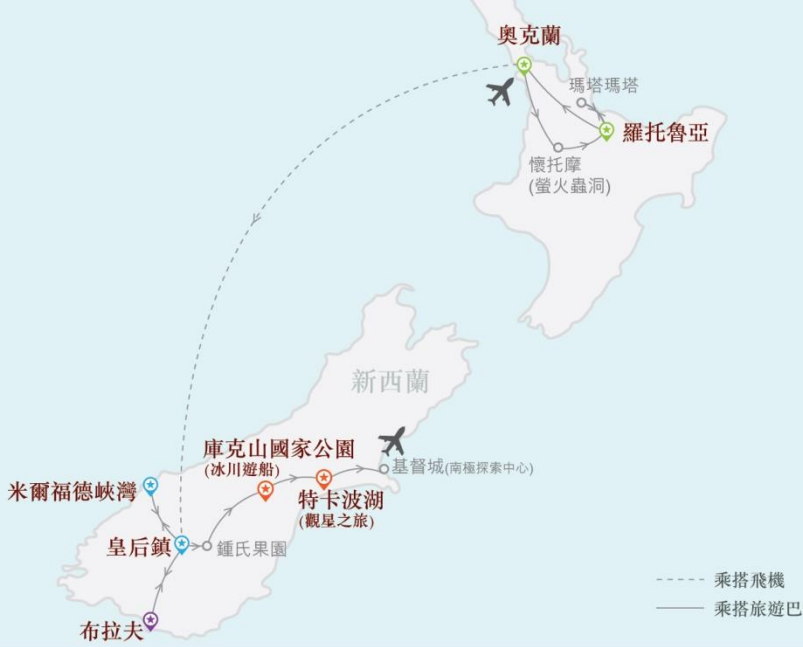 奧克蘭
瑪塔瑪塔
羅托魯亞
懷托摩
(螢火蟲洞)
新西蘭
庫克山國家公園
(冰川遊船)
基督城(南極探索中心)
米爾福德峽灣
特卡波湖
(觀星之旅)
皇后鎮
鍾氏果園
布拉夫
乘搭飛機
乘搭旅遊巴